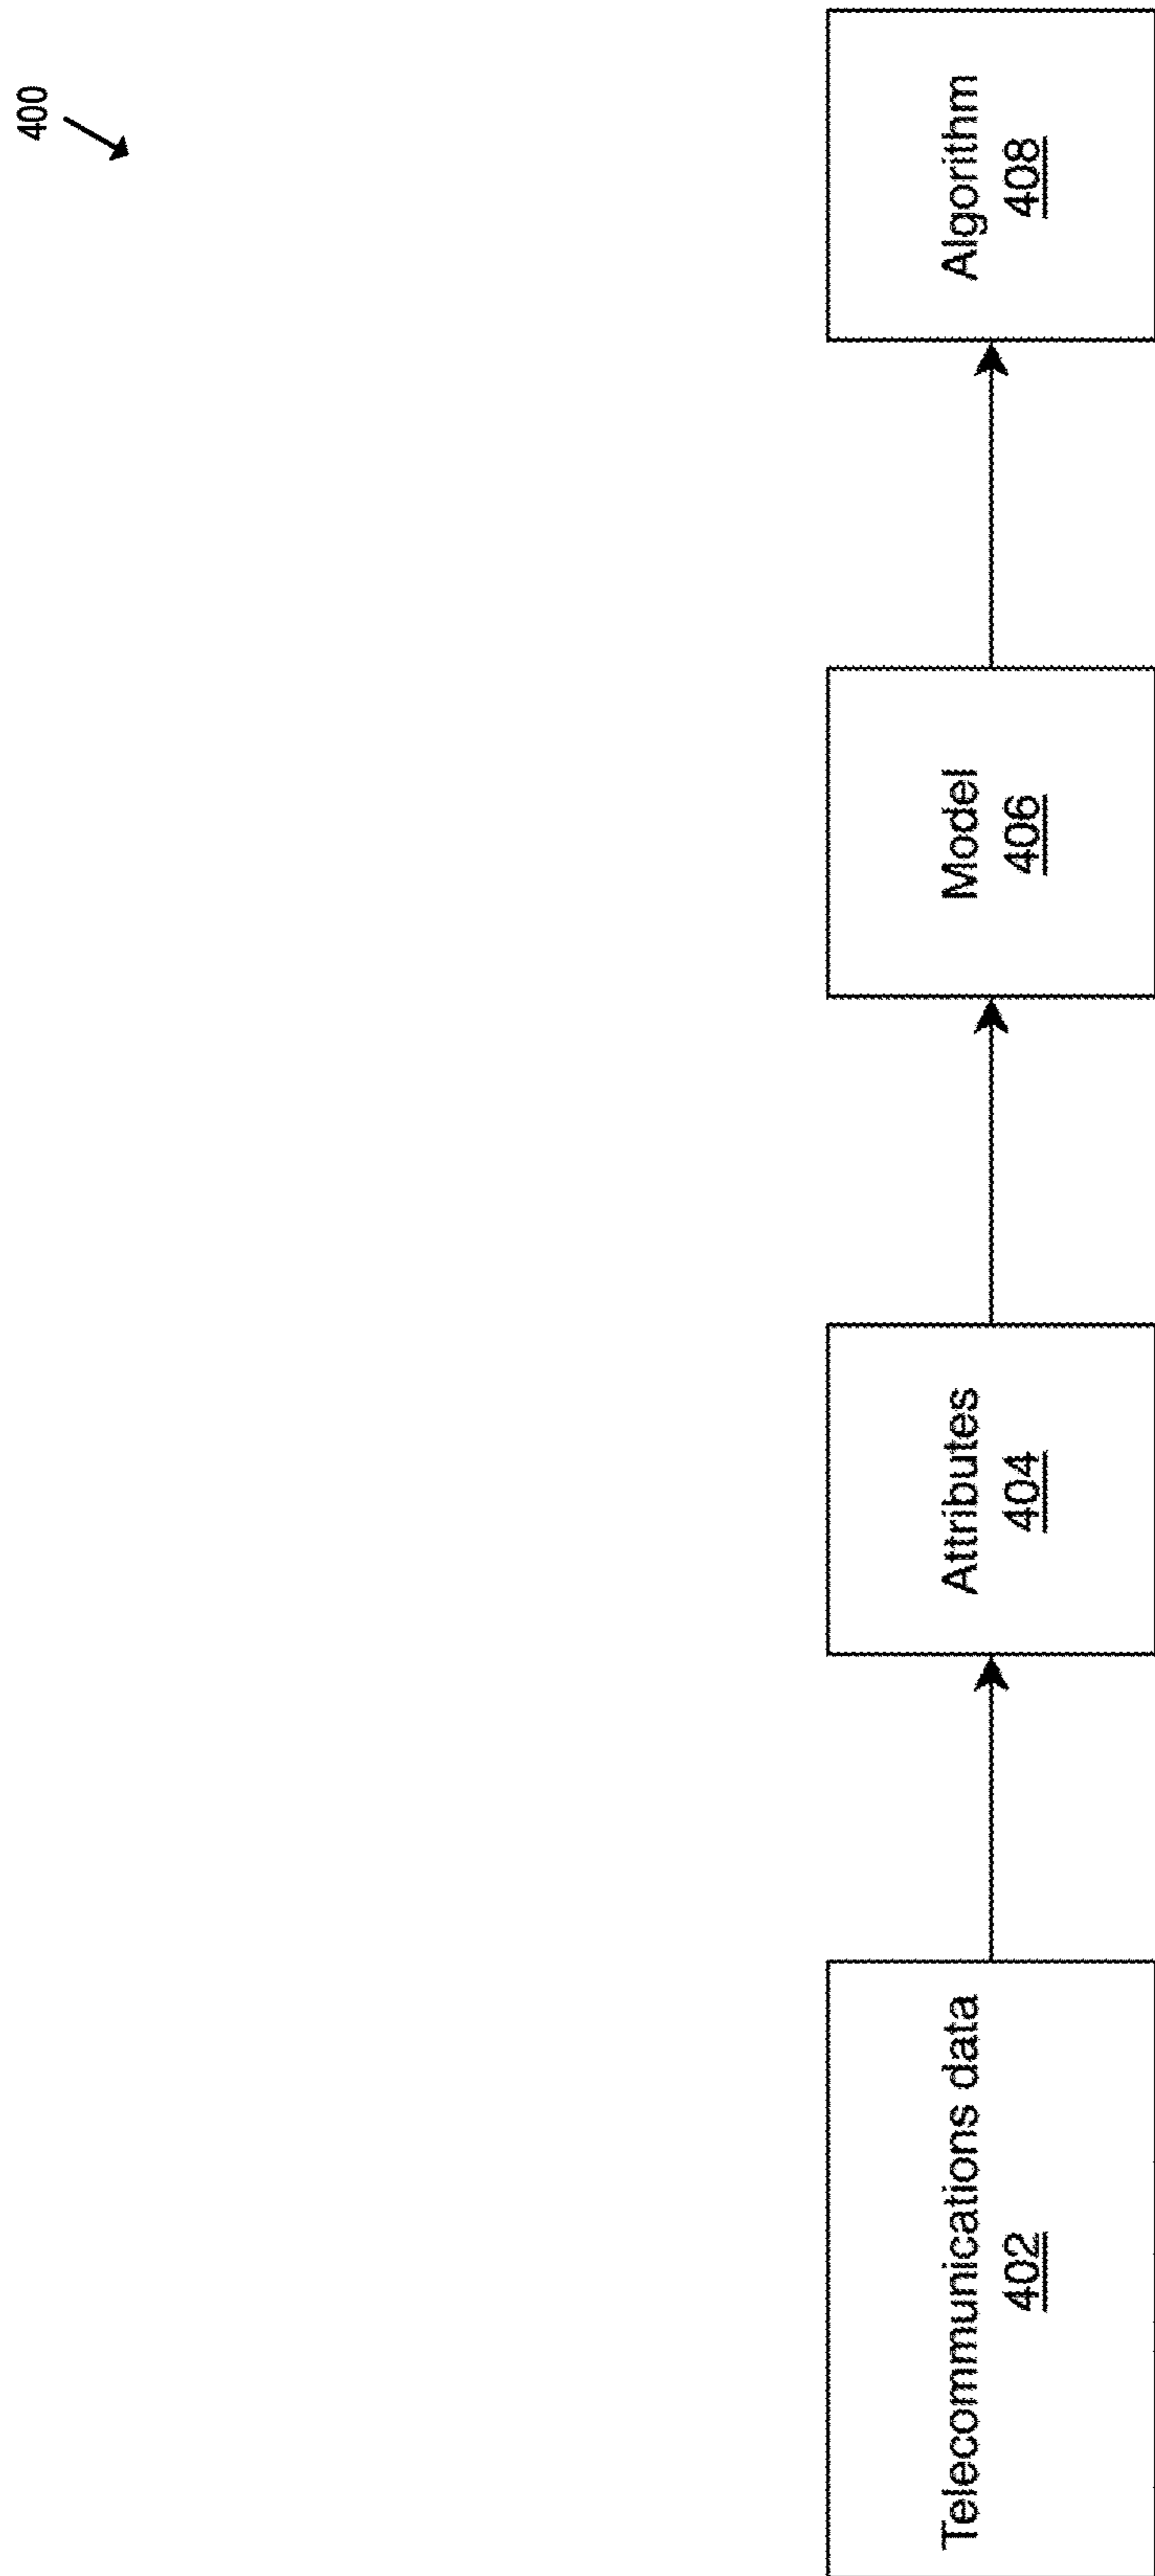 400
Telecommunications data
402
Attributes
404
Model
406
Algorithm
408